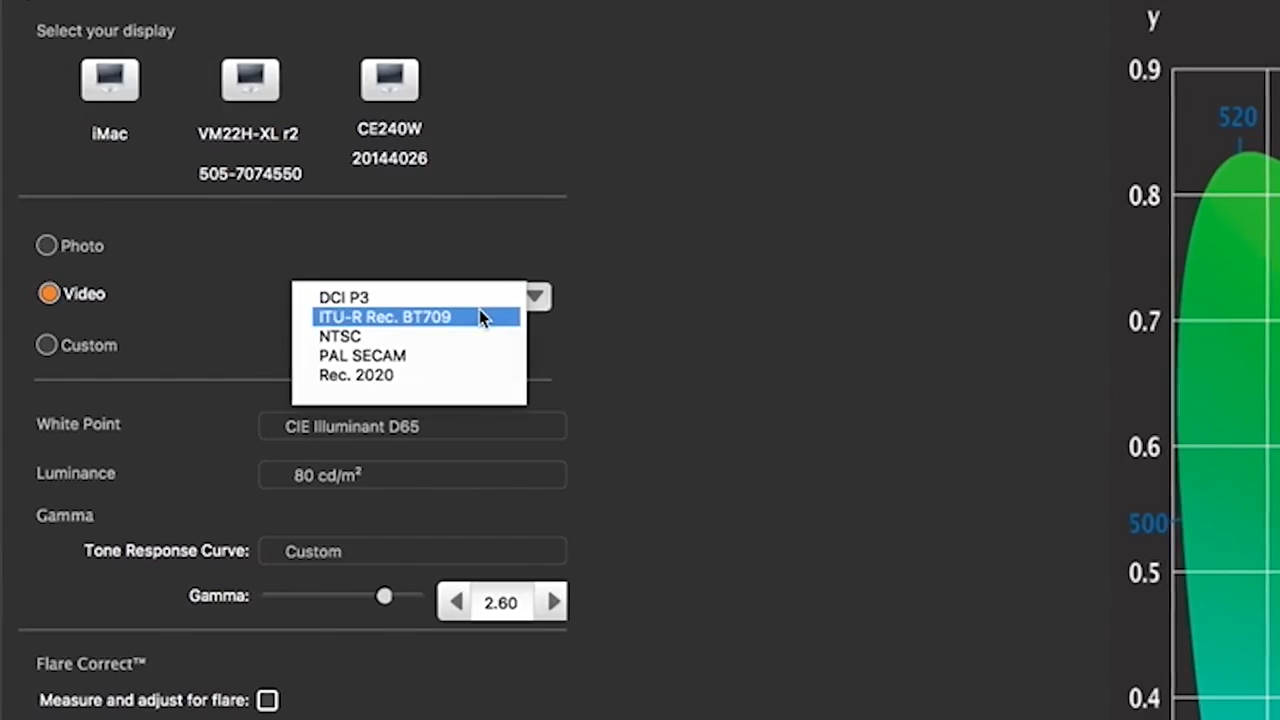 Select your display
iMac
VM22H-XL r2
505-7074550
CE240W
20144026
Photo
Video
Custom
DCI P3
ITU-R Rec. BT709
NTSC
PAL SECAM
Rec. 2020
White Point
CIE Illuminant D65
Luminance
80 cd/m²
Gamma
Tone Response Curve:
Custom
Gamma:
2.60
Flare Correct™
Measure and adjust for flare:
y
0.9
520
0.8
0.7
0.6
500
0.5
0.4